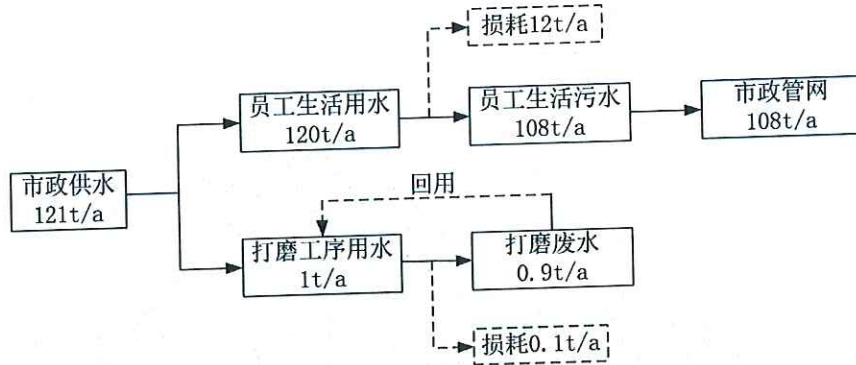 损耗12t/a
员工生活用水
120t/a
员工生活污水
108t/a
市政管网
108t/a
市政供水
121t/a
回用
打磨工序用水
1t/a
打磨废水
0.9t/a
损耗0.1t/a